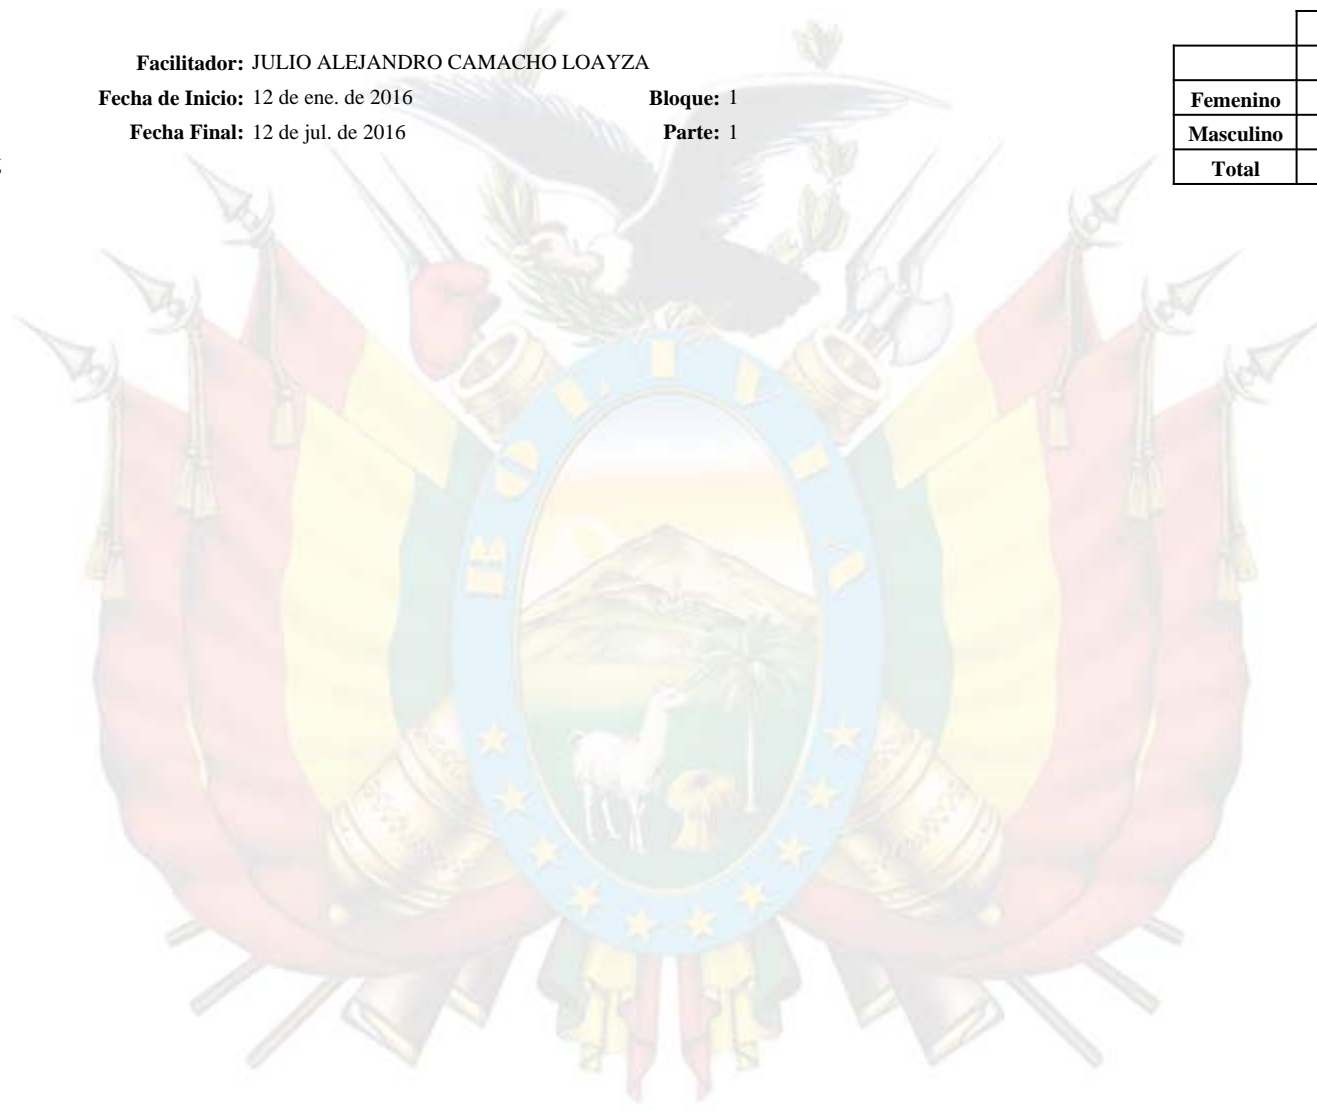 Facilitador: JULIO ALEJANDRO CAMACHO LOAYZA
Fecha de Inicio: 12 de ene. de 2016 Bloque: 1
Fecha Final: 12 de jul. de 2016 Parte: 1
Femenino
Masculino
Total
BOLIVIA